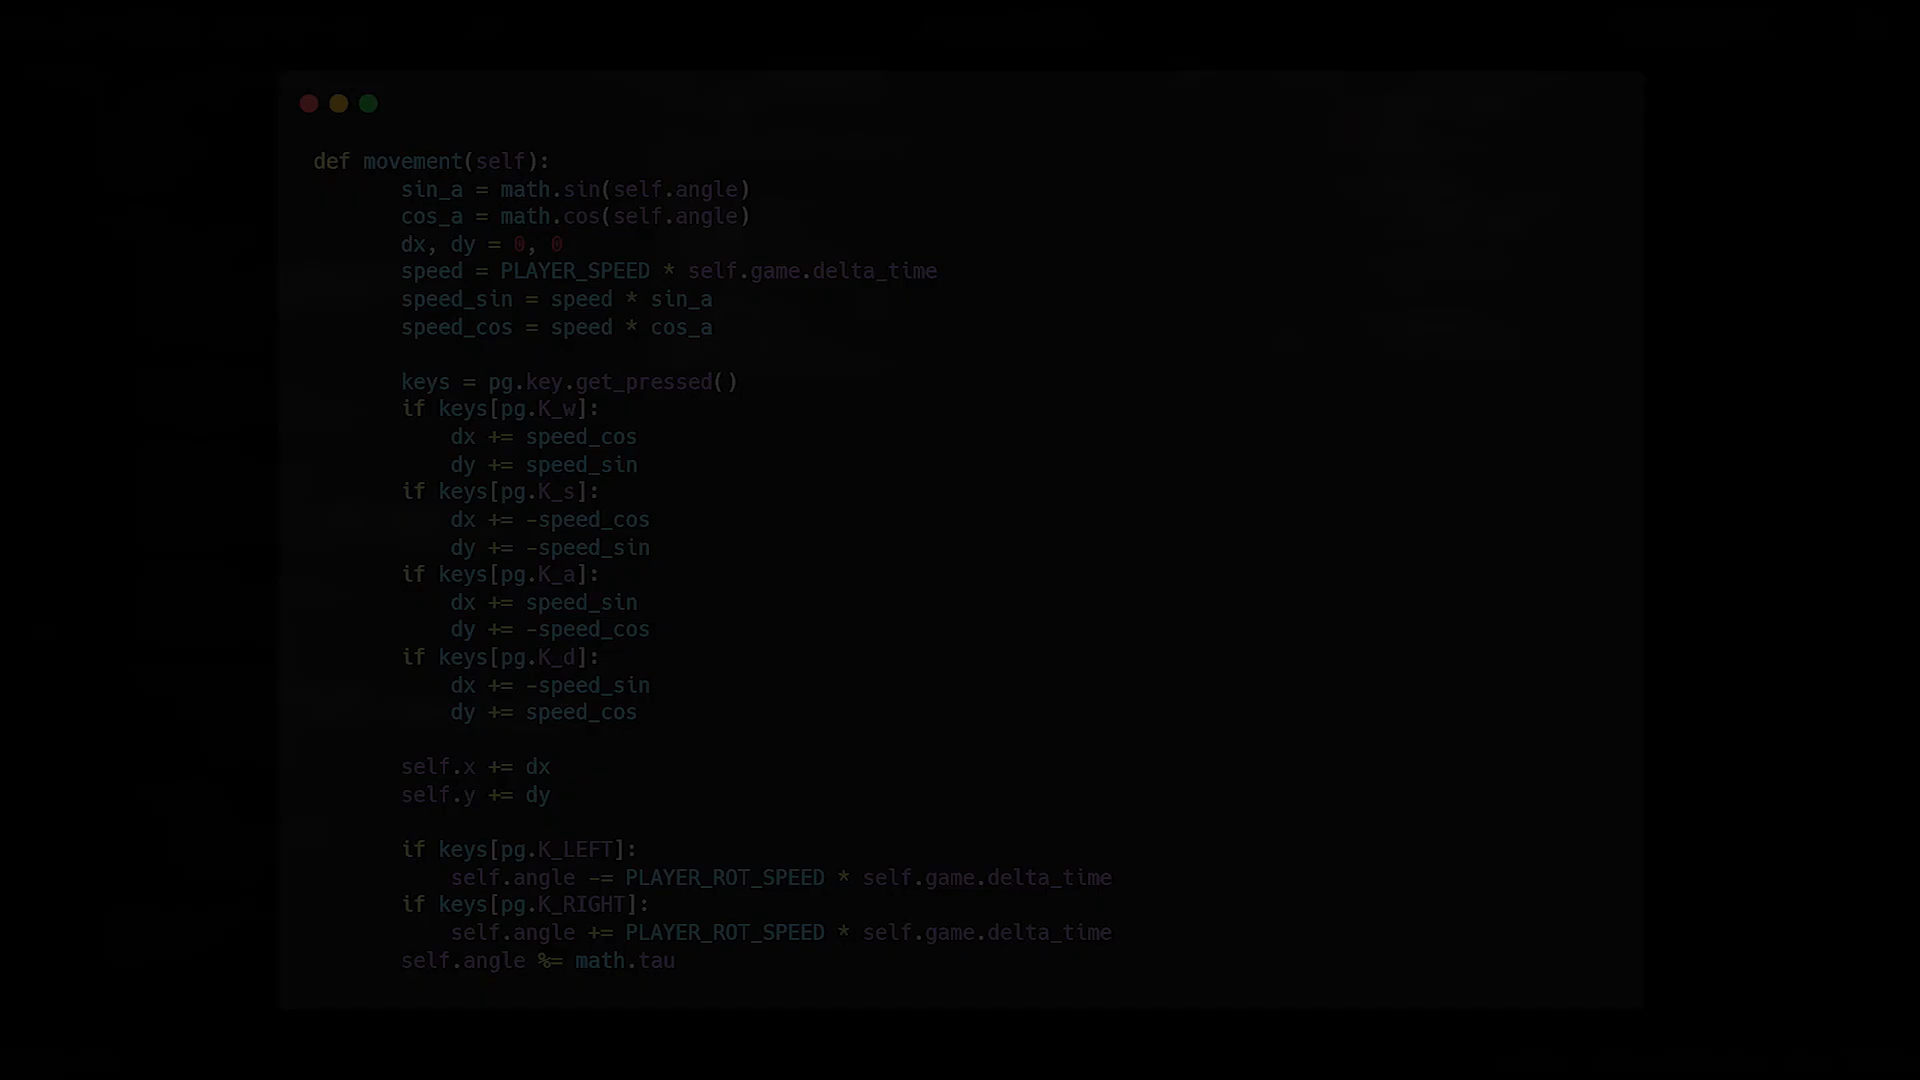 def movement(self):
sin_a = math.sin(self.angle)
cos_a = math.cos(self.angle)
dx, dy = 0, 0
speed = PLAYER_SPEED * self.game.delta_time
speed_sin = speed * sin_a
speed_cos = speed * cos_a
keys = pg.key.get_pressed()
if keys[pg.K_w]:
dx += speed_cos
dy += speed_sin
if keys[pg.K_s]:
dx += -speed_cos
dy += -speed_sin
if keys[pg.K_a]:
dx += speed_sin
dy += -speed_cos
if keys[pg.K_d]:
dx += -speed_sin
dy += speed_cos
self.x += dx
self.y += dy
if keys[pg.K_LEFT]:
self.angle -= PLAYER_ROT_SPEED * self.game.delta_time
if keys[pg.K_RIGHT]:
self.angle += PLAYER_ROT_SPEED * self.game.delta_time
self.angle %= math.tau